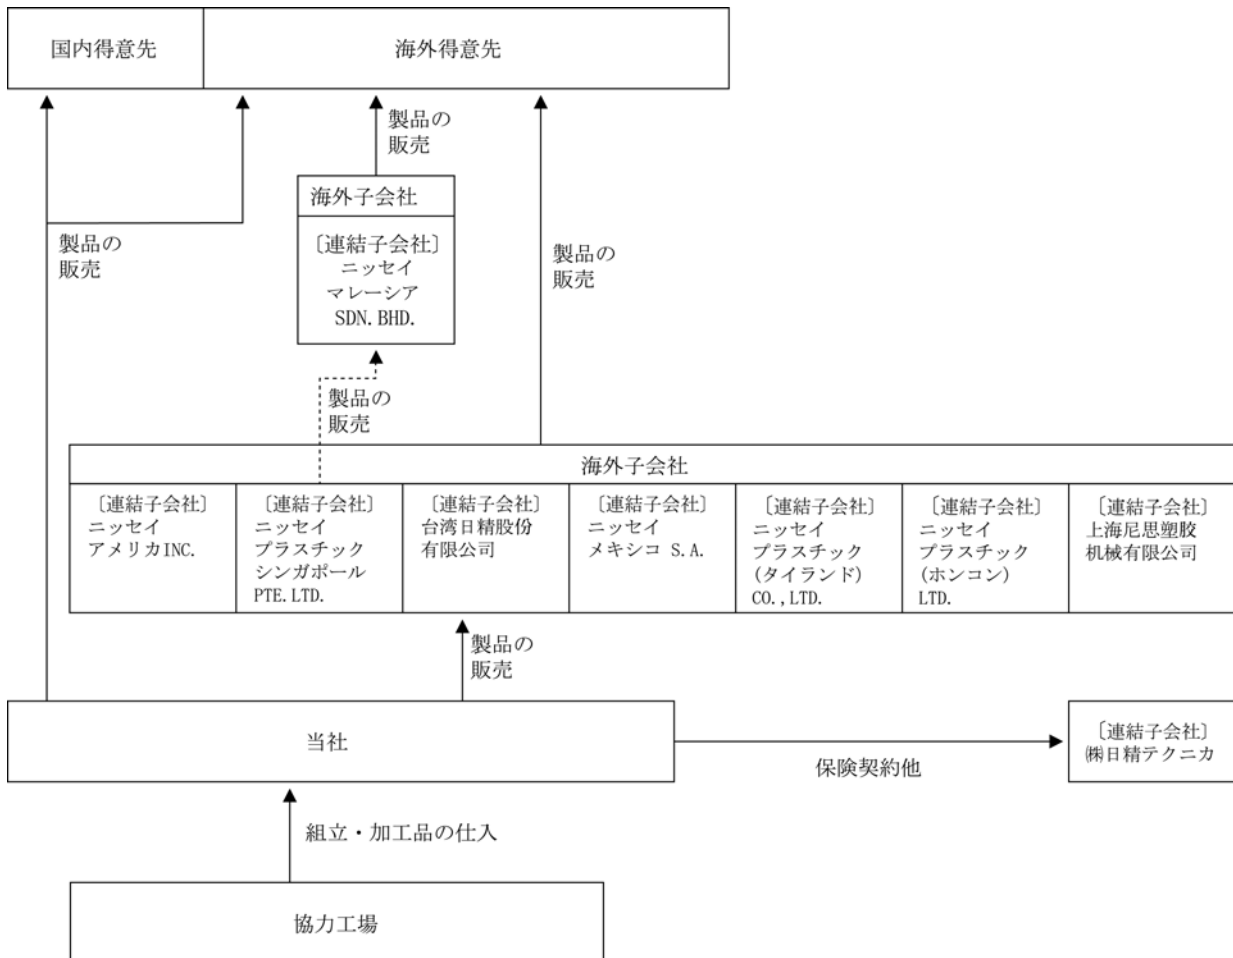 国内得意先
海外得意先
製品の
販売
海外子会社
〔連結子会社〕
ニッセイ
マレーシア
SDN.BHD.
製品の
販売
製品の
販売
製品の
販売
海外子会社
〔連結子会社〕
ニッセイ
アメリカINC.
〔連結子会社〕
ニッセイ
プラスチック
シンガポール
PTE.LTD.
〔連結子会社〕
台湾日精股份
有限公司
〔連結子会社〕
ニッセイ
メキシコ S.A.
〔連結子会社〕
ニッセイ
プラスチック
(タイランド)
CO.,LTD.
〔連結子会社〕
ニッセイ
プラスチック
(ホンコン)
LTD.
〔連結子会社〕
上海尼思塑胶
机械有限公司
製品の
販売
当社
保険契約他
〔連結子会社〕
㈱日精テクニカ
組立・加工品の仕入
協力工場